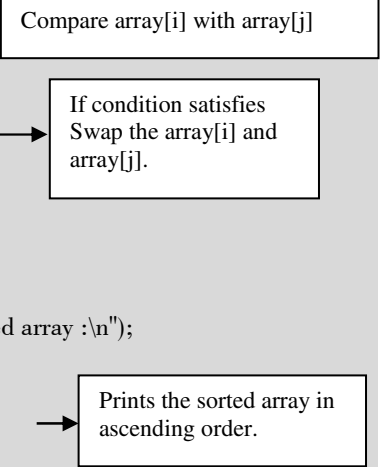 Compare array[i] with array[j]
If condition satisfies
Swap the array[i] and
array[j].
ed array :\n");
Prints the sorted array in
ascending order.